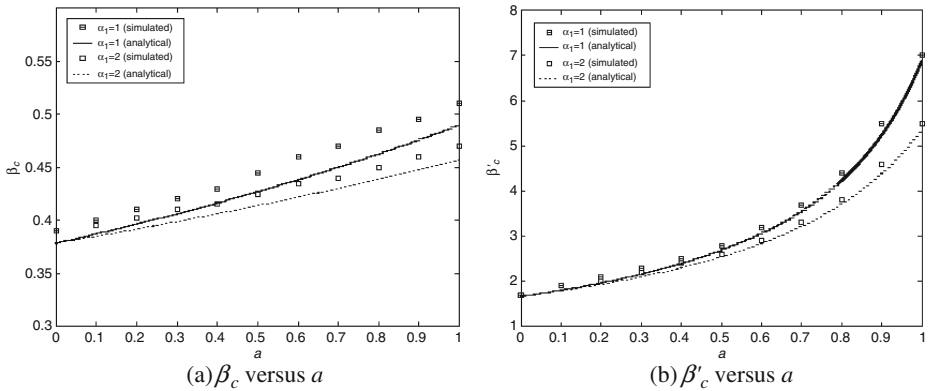 α₁=1 (simulated)
α₁=1 (analytical)
α₁=2 (simulated)
α₁=2 (analytical)
0.55
0.5
0.45
0.4
0.35
0.3
β_c
0 0.1 0.2 0.3 0.4 0.5 0.6 0.7 0.8 0.9 1
a
(a) β_c versus a
α₁=1 (simulated)
α₁=1 (analytical)
α₁=2 (simulated)
α₁=2 (analytical)
8
7
6
5
4
3
2
1
β'_c
0 0.1 0.2 0.3 0.4 0.5 0.6 0.7 0.8 0.9 1
a
(b) β'_c versus a